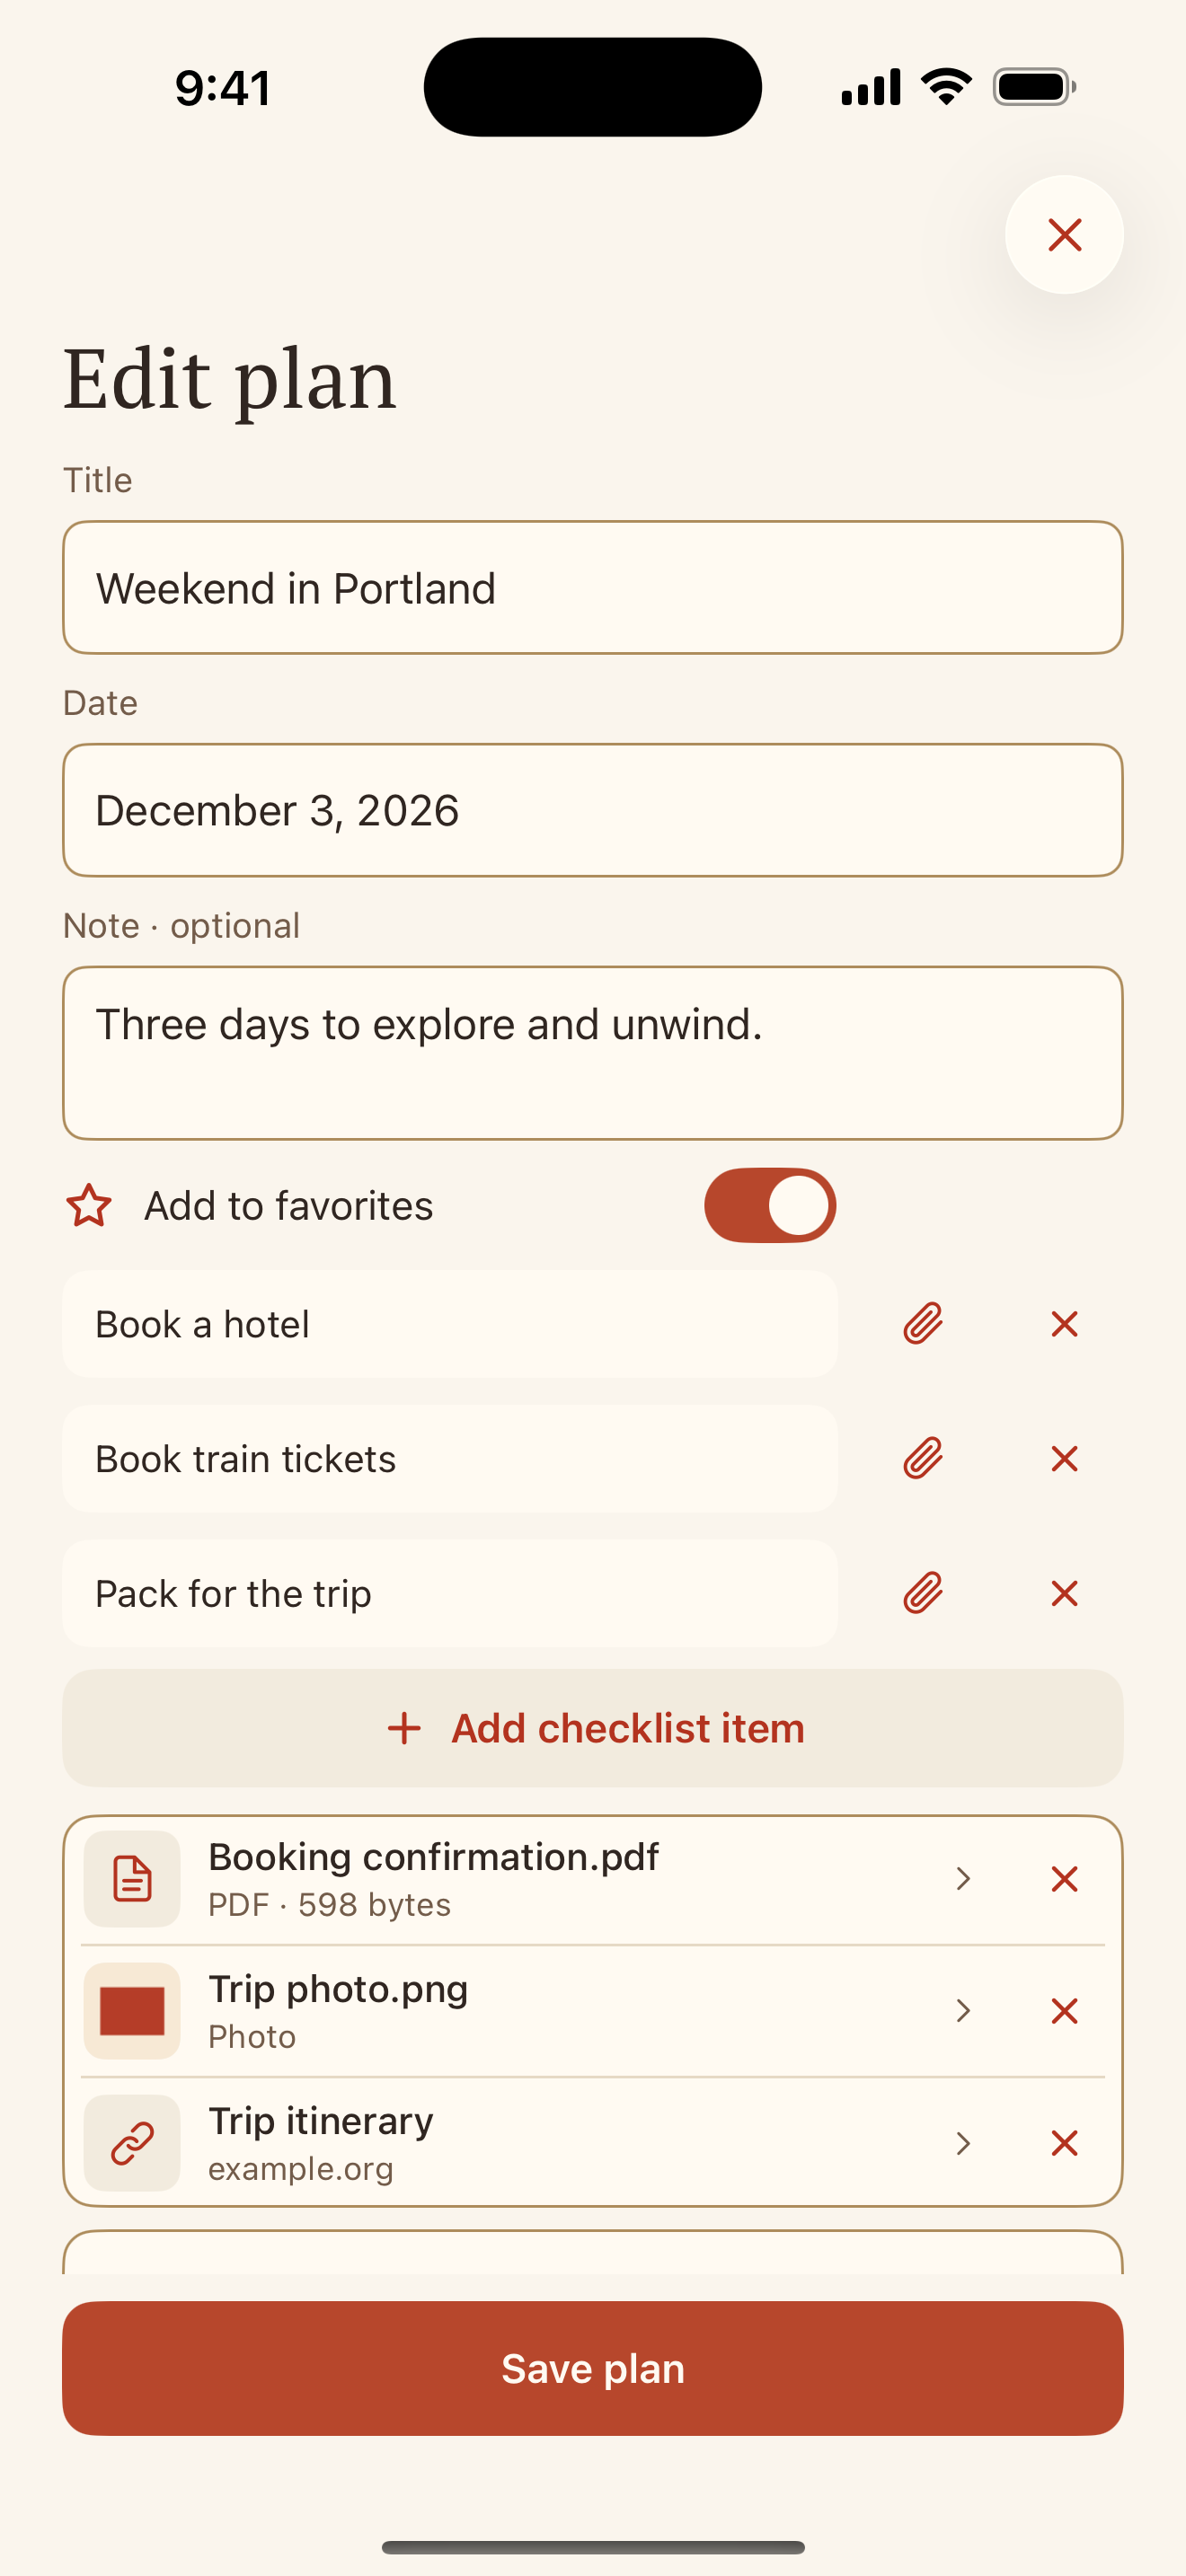 9:41
Edit plan
Title
Weekend in Portland
Date
December 3, 2026
Note · optional
Three days to explore and unwind.
Add to favorites
Book a hotel
Book train tickets
Pack for the trip
Add checklist item
Booking confirmation.pdf
PDF · 598 bytes
Trip photo.png
Photo
Trip itinerary
example.org
Save plan